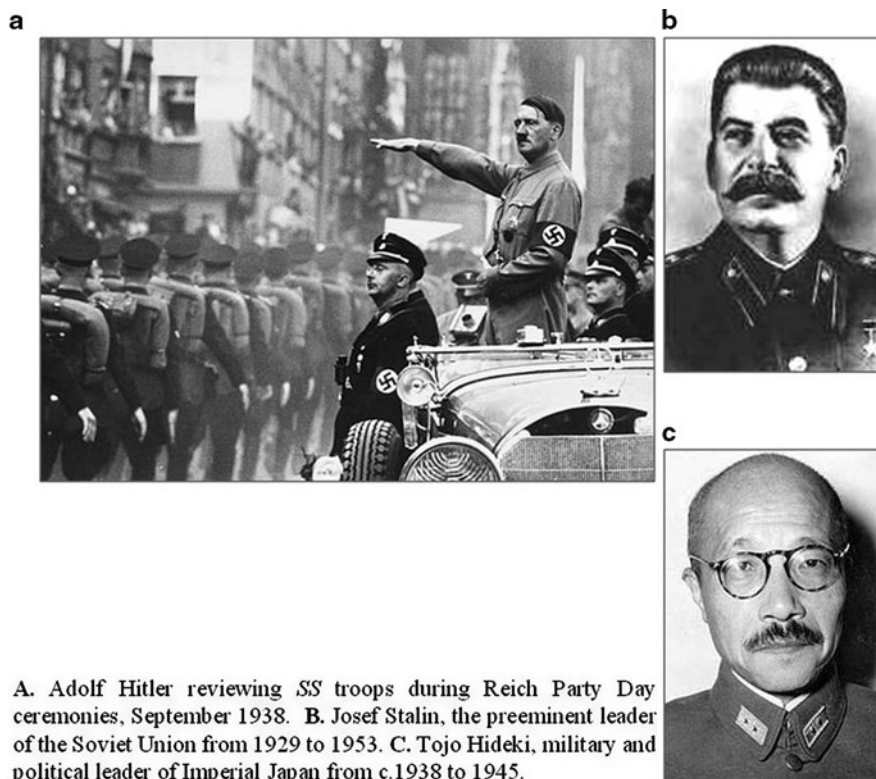 a
b
c
A. Adolf Hitler reviewing SS troops during Reich Party Day
ceremonies, September 1938. B. Josef Stalin, the preeminent leader
of the Soviet Union from 1929 to 1953. C. Tojo Hideki, military and
political leader of Imperial Japan from c.1938 to 1945.